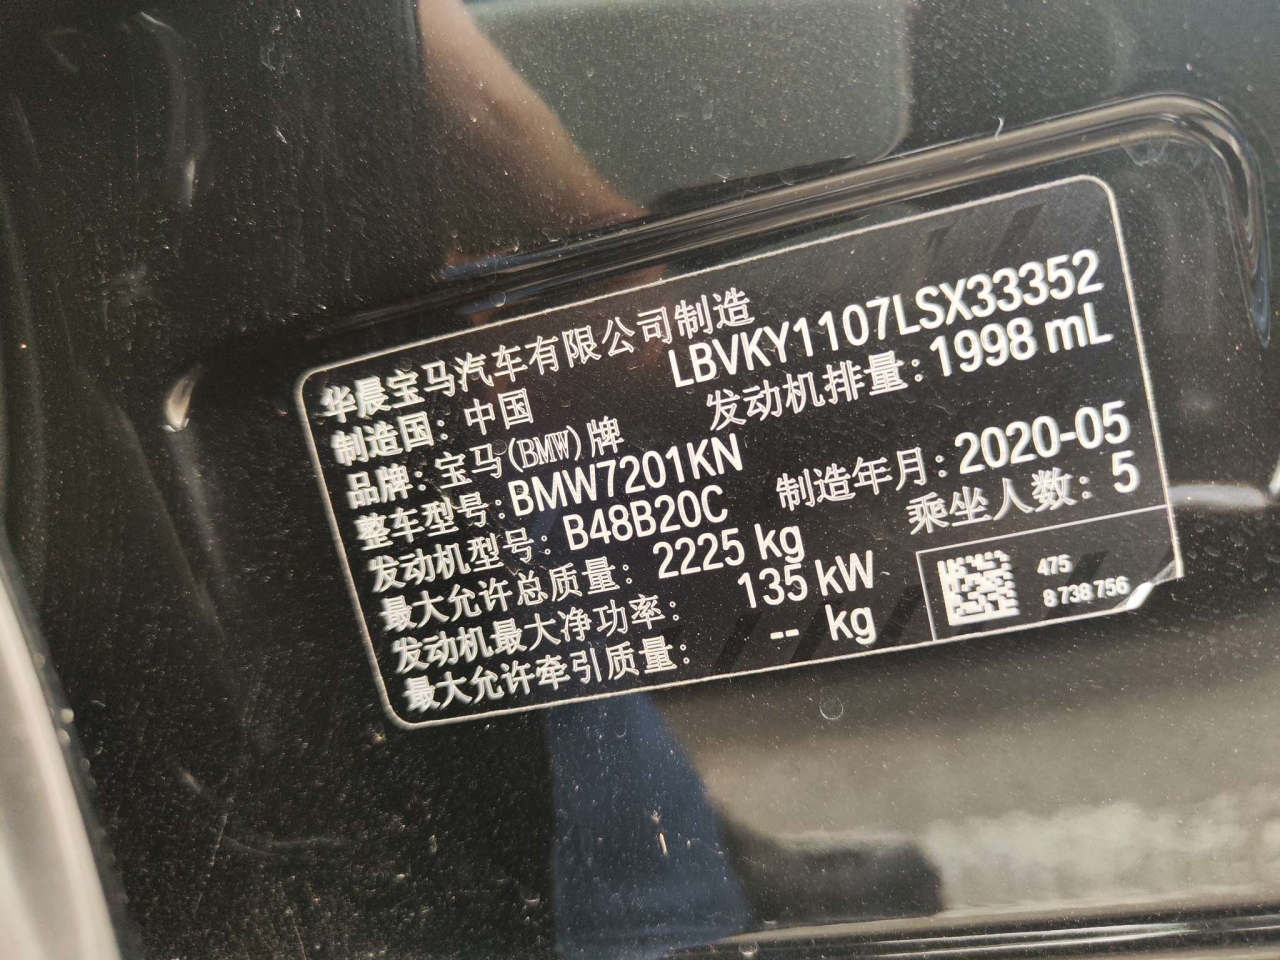 华晨宝马汽车有限公司制造
LBVKY1107LSX33352
制造国：中国
发动机排量：1998 mL
品牌：宝马(BMW)牌
整车型号：BMW7201KN
制造年月：2020-05
发动机型号：B48B20C
乘坐人数：5
最大允许总质量：2225 kg
发动机最大净功率：135 kW
最大允许牵引质量：-- kg
475
8 738 756